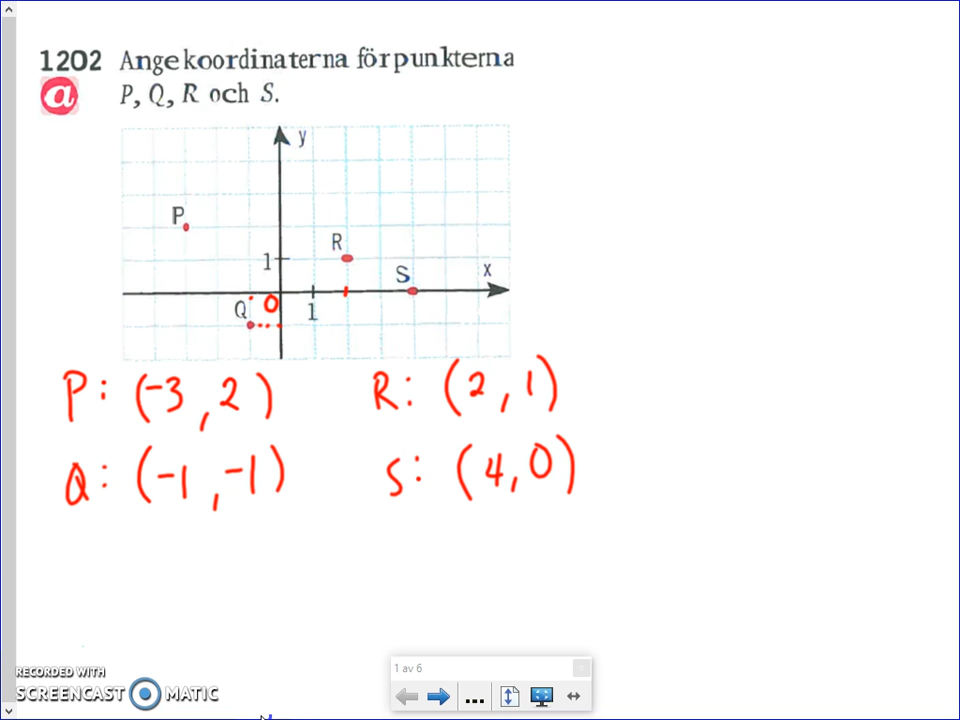 1202 Ange koordinaterna för punkterna
a P, Q, R och S.
y
P
R
1
S x
Q O 1
P: (-3, 2) R: (2, 1)
Q: (-1, -1) S: (4, 0)
1 av 6
RECORDED WITH
SCREENCAST MATIC